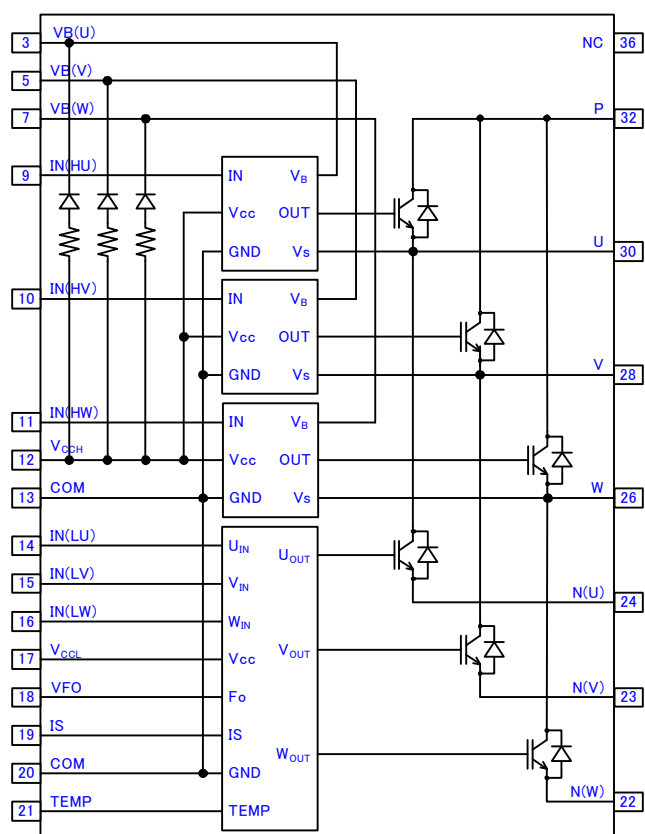 3 VB(U)
5 VB(V)
7 VB(W)
9 IN(HU)
10 IN(HV)
11 IN(HW)
12 VCCH
13 COM
14 IN(LU)
15 IN(LV)
16 IN(LW)
17 VCCL
18 VFO
19 IS
20 COM
21 TEMP
IN VB
Vcc OUT
GND Vs
IN VB
Vcc OUT
GND Vs
IN VB
Vcc OUT
GND Vs
UIN UOUT
VIN
WIN
Vcc VOUT
Fo
IS
WOUT
GND
TEMP
NC 36
P 32
U 30
V 28
W 26
N(U) 24
N(V) 23
N(W) 22